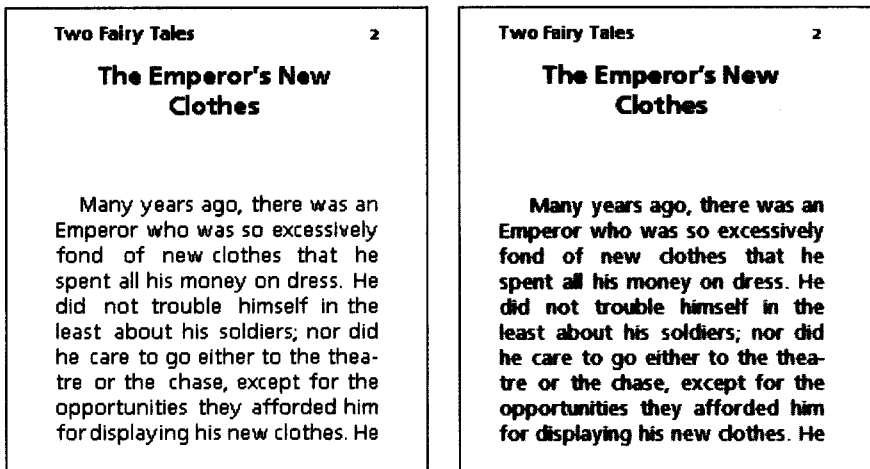 Two Fairy Tales 2
The Emperor's New
Clothes
Many years ago, there was an
Emperor who was so excessively
fond of new clothes that he
spent all his money on dress. He
did not trouble himself in the
least about his soldiers; nor did
he care to go either to the thea-
tre or the chase, except for the
opportunities they afforded him
for displaying his new clothes. He
Two Fairy Tales 2
The Emperor's New
Clothes
Many years ago, there was an
Emperor who was so excessively
fond of new clothes that he
spent all his money on dress. He
did not trouble himself in the
least about his soldiers; nor did
he care to go either to the thea-
tre or the chase, except for the
opportunities they afforded him
for displaying his new clothes. He